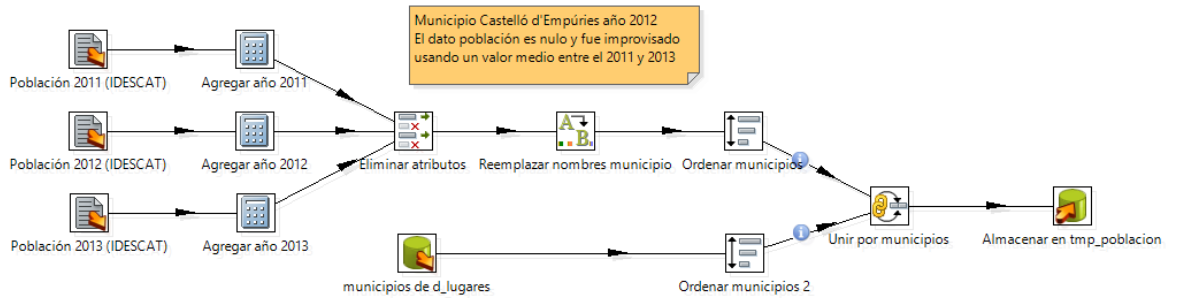 Municipio Castelló d'Empúries año 2012
El dato población es nulo y fue improvisado
usando un valor medio entre el 2011 y 2013
Población 2011 (IDESCAT)
Agregar año 2011
Población 2012 (IDESCAT)
Agregar año 2012
Eliminar atributos
Reemplazar nombres municipio
Ordenar municipios
Población 2013 (IDESCAT)
Agregar año 2013
Unir por municipios
Almacenar en tmp_poblacion
municipios de d_lugares
Ordenar municipios 2